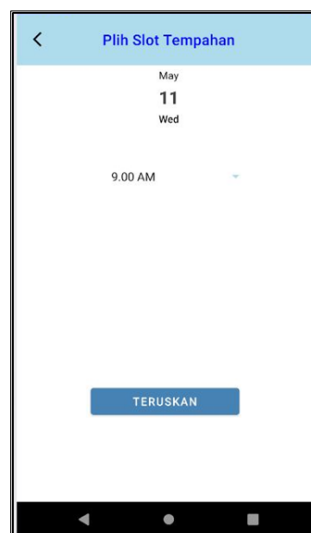 Plih Slot Tempahan
May
11
Wed
9.00 AM
TERUSKAN